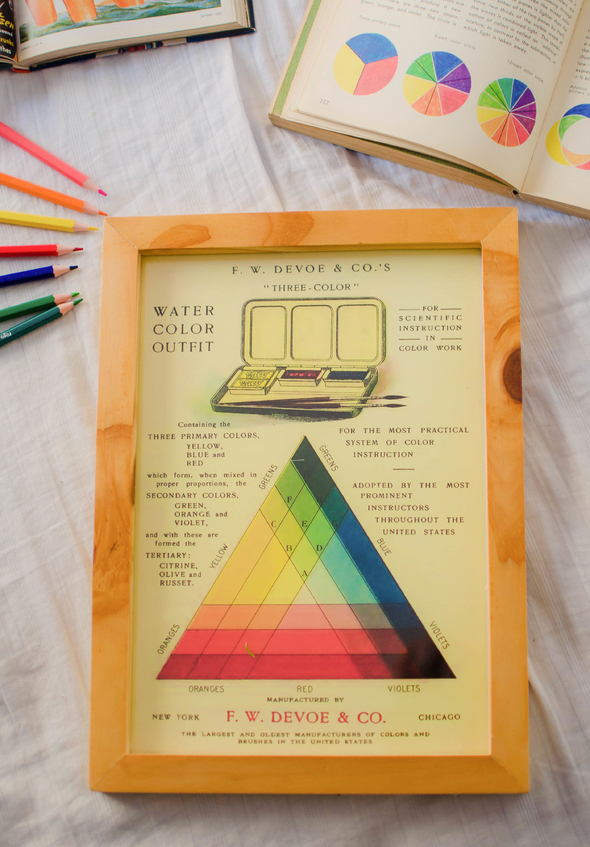 F. W. DEVOE & CO.'S
"THREE-COLOR"
WATER
COLOR
OUTFIT
FOR
SCIENTIFIC
INSTRUCTION
IN
COLOR WORK
Containing the
THREE PRIMARY COLORS,
YELLOW,
BLUE and
RED
which form, when mixed in
proper proportions, the
SECONDARY COLORS,
GREEN,
ORANGE and
VIOLET,
and with these are
formed the
TERTIARY:
CITRINE,
OLIVE and
RUSSET.
FOR THE MOST PRACTICAL
SYSTEM OF COLOR
INSTRUCTION
ADOPTED BY THE MOST
PROMINENT
INSTRUCTORS
THROUGHOUT THE
UNITED STATES
GREENS
GREENS
YELLOW
BLUE
F
C
E
B
D
A
ORANGES
VIOLETS
ORANGES
RED
VIOLETS
MANUFACTURED BY
NEW YORK
F. W. DEVOE & CO.
CHICAGO
THE LARGEST AND OLDEST MANUFACTURERS OF COLORS AND
BRUSHES IN THE UNITED STATES